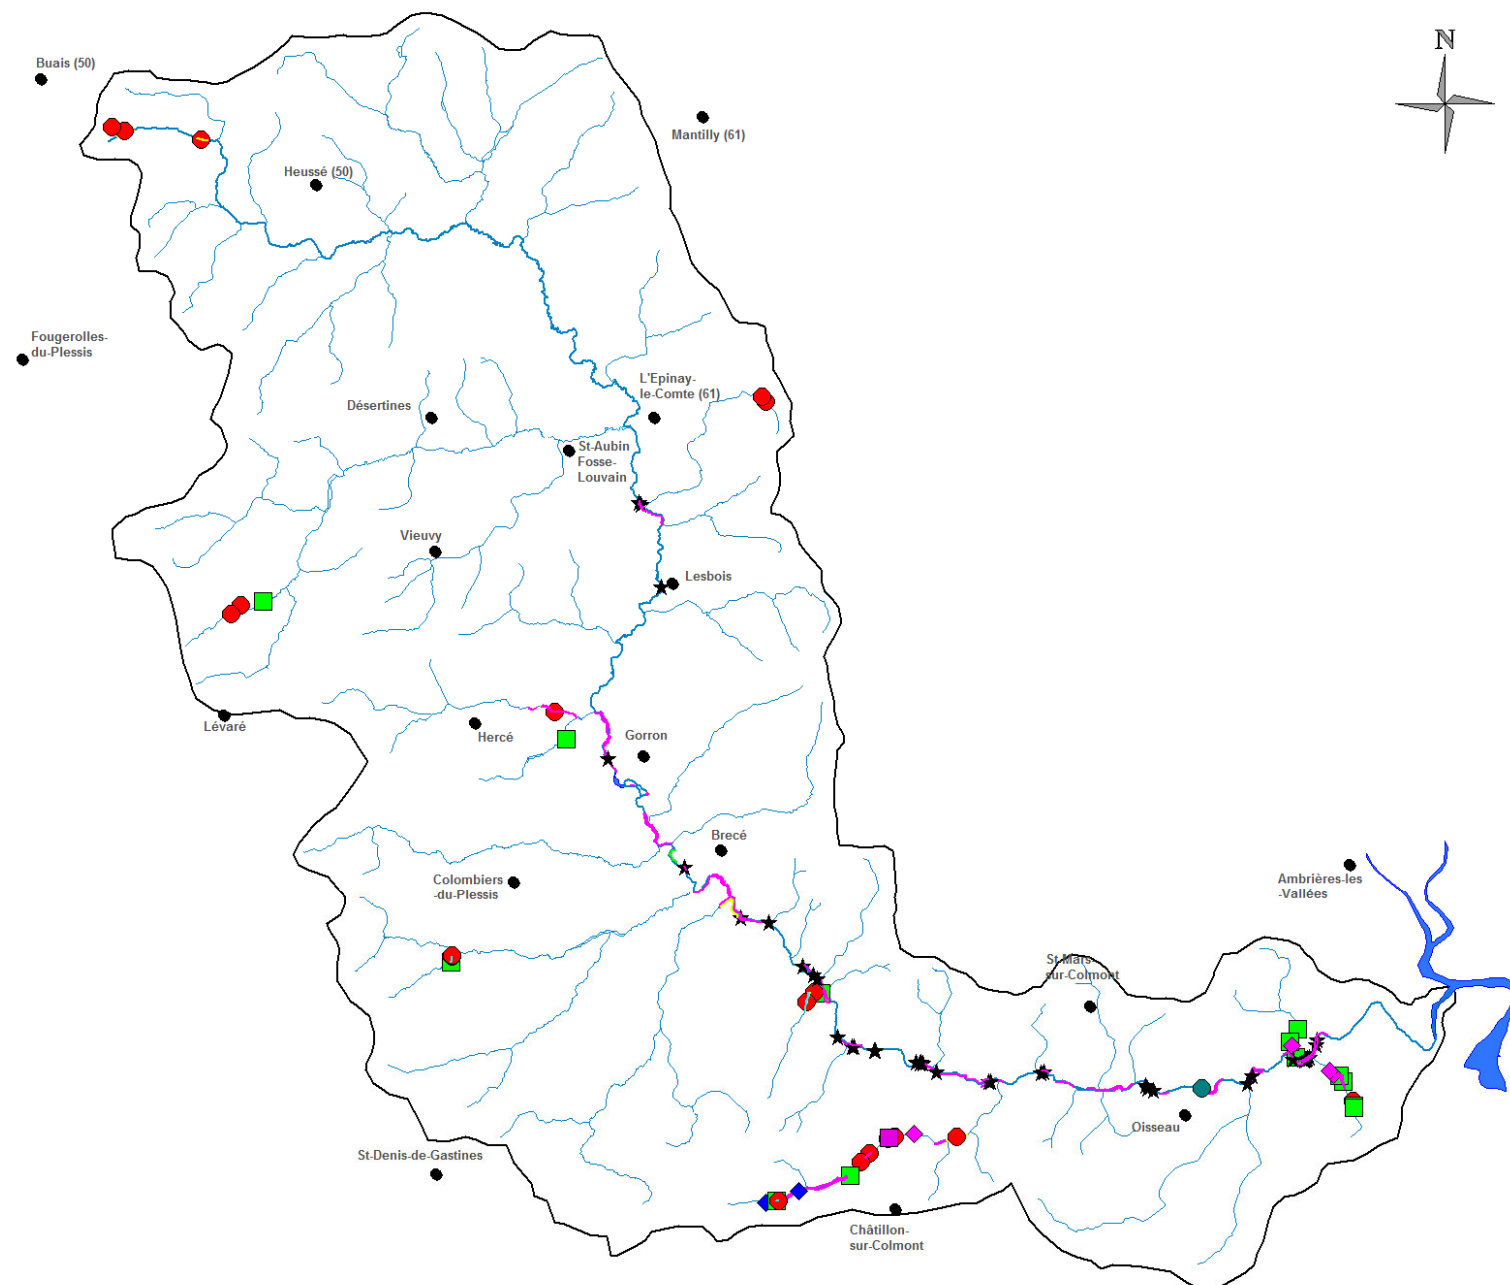 N
Buais (50)
Mantilly (61)
Heussé (50)
Fougerolles-
du-Plessis
L'Epinay-
le-Comte (61)
Désertines
St-Aubin
Fosse-
Louvain
Vieuvy
Lesbois
Lévaré
Hercé
Gorron
Brecé
Colombiers
-du-Plessis
Ambrières-les
-Vallées
St-Mars-
sur-Colmont
Oisseau
St-Denis-de-Gastines
Châtillon-
sur-Colmont